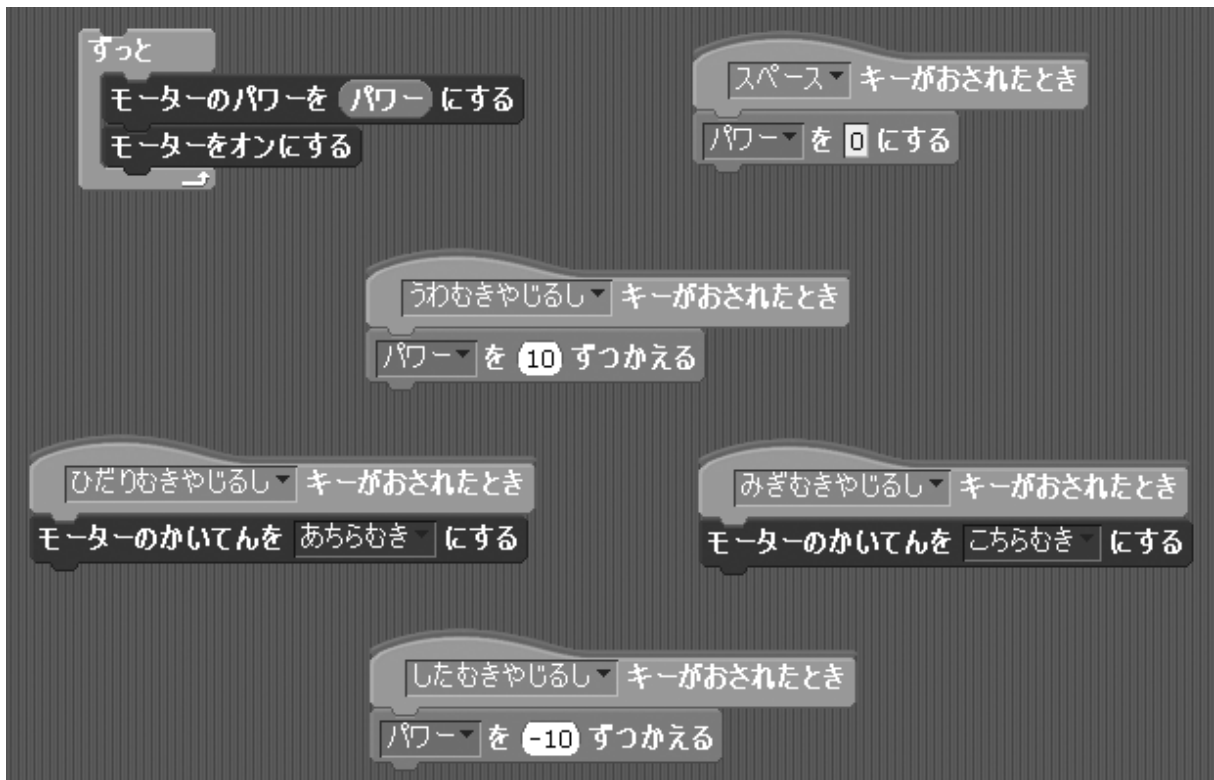 ずっと
モーターのパワーを パワー にする
モーターをオンにする
スペース キーがおされたとき
パワー を 0 にする
うわむきやじるし キーがおされたとき
パワー を 10 ずつかえる
ひだりむきやじるし キーがおされたとき
モーターのかいてんを あちらむき にする
みぎむきやじるし キーがおされたとき
モーターのかいてんを こちらむき にする
したむきやじるし キーがおされたとき
パワー を -10 ずつかえる